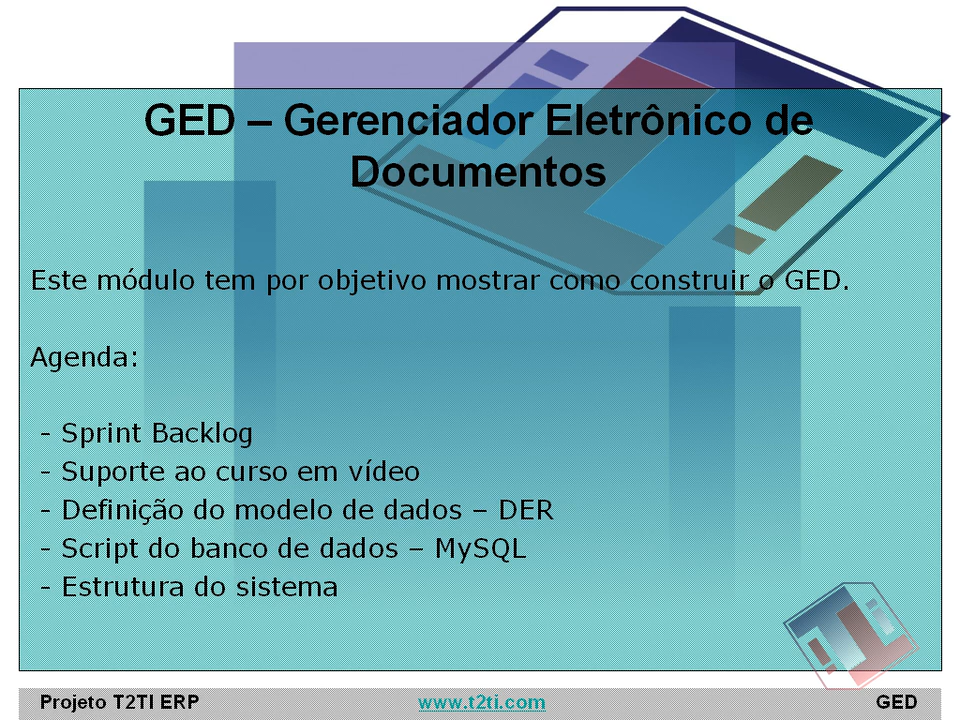 GED – Gerenciador Eletrônico de
Documentos
Este módulo tem por objetivo mostrar como construir o GED.
Agenda:
- Sprint Backlog
- Suporte ao curso em vídeo
- Definição do modelo de dados – DER
- Script do banco de dados – MySQL
- Estrutura do sistema
Projeto T2TI ERP www.t2ti.com GED